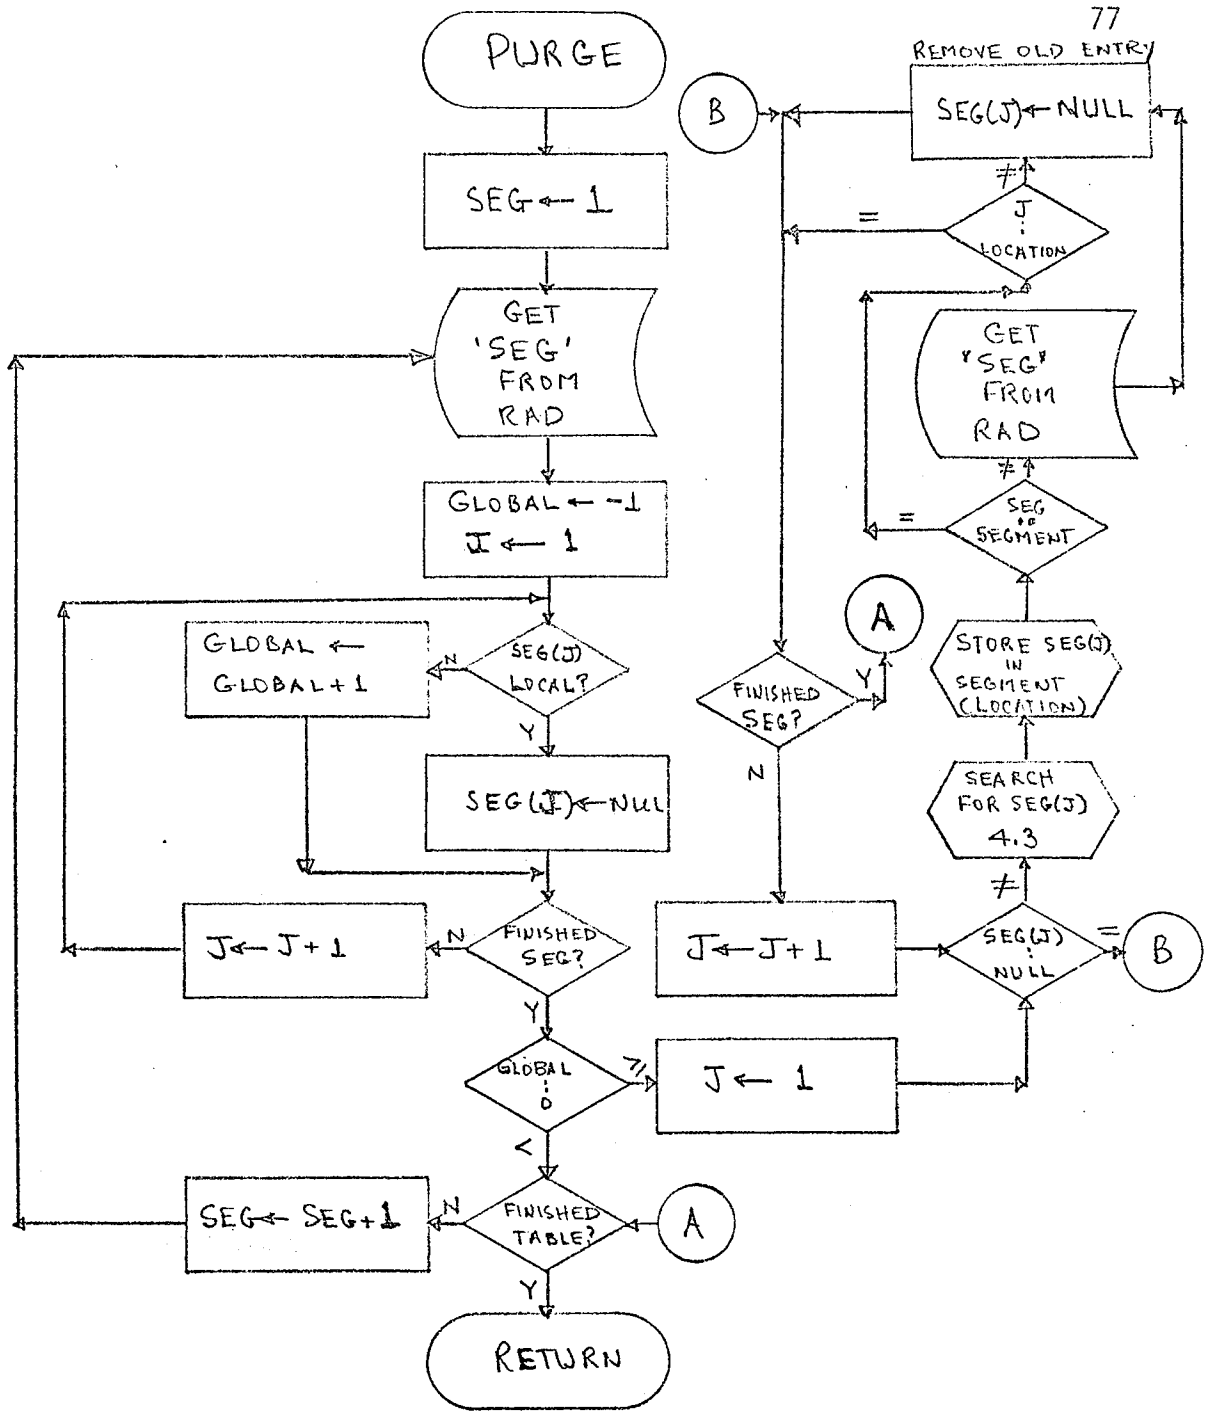 77
PURGE
SEG ← 1
GET
'SEG'
FROM
RAD
GLOBAL ← -1
J ← 1
SEG(J)
LOCAL?
N
Y
GLOBAL ←
GLOBAL+1
SEG(J)←NULL
FINISHED
SEG?
N
Y
J ← J+1
GLOBAL
:
0
≥
<
FINISHED
TABLE?
N
Y
SEG ← SEG+1
A
RETURN
REMOVE OLD ENTRY
B
SEG(J)← NULL
≠
J
:
LOCATION
=
GET
"SEG"
FROM
RAD
≠
SEG
:
SEGMENT
=
A
STORE SEG(J)
IN
SEGMENT
(LOCATION)
FINISHED
SEG?
Y
N
SEARCH
FOR SEG(J)
4.3
≠
J← J+1
SEG(J)
:
NULL
=
B
J ← 1